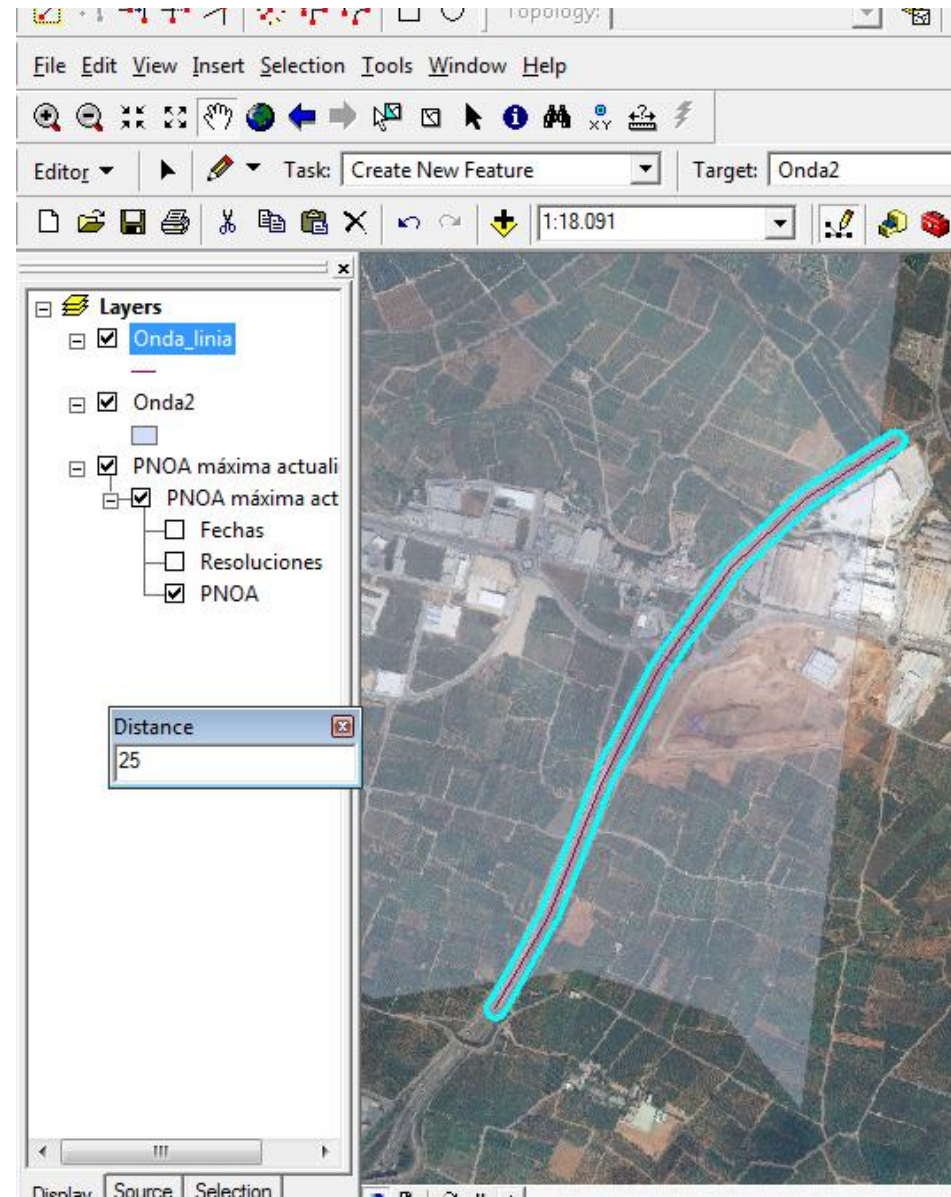 Topology:
File Edit View Insert Selection Tools Window Help
Editor Task: Create New Feature Target: Onda2
1:18.091
Layers
Onda_linia
Onda2
PNOA máxima actuali
PNOA máxima act
Fechas
Resoluciones
PNOA
Distance
25
Display Source Selection